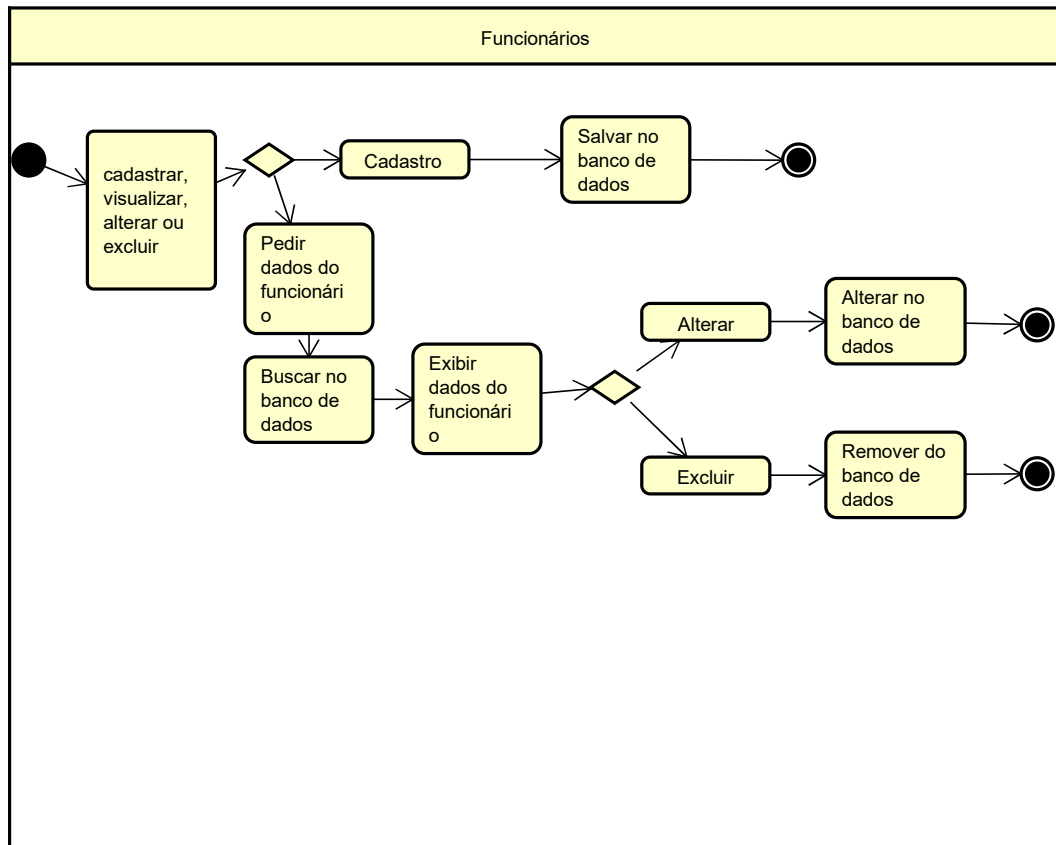 Funcionários
cadastrar,
visualizar,
alterar ou
excluir
Cadastro
Salvar no
banco de
dados
Pedir
dados do
funcionári
o
Buscar no
banco de
dados
Exibir
dados do
funcionári
o
Alterar
Alterar no
banco de
dados
Excluir
Remover do
banco de
dados